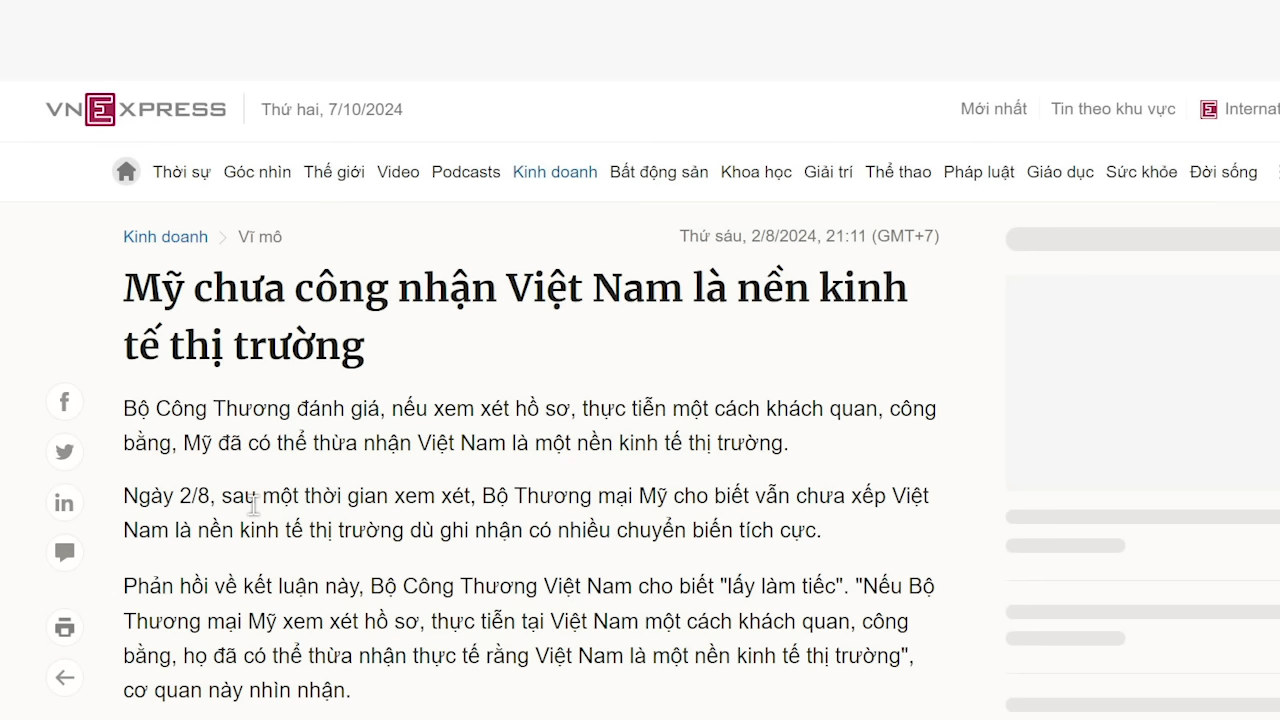 VNEXPRESS
Thứ hai, 7/10/2024
Mới nhất
Tin theo khu vực
Internat
Thời sự Góc nhìn Thế giới Video Podcasts Kinh doanh Bất động sản Khoa học Giải trí Thể thao Pháp luật Giáo dục Sức khỏe Đời sống
Kinh doanh > Vĩ mô
Thứ sáu, 2/8/2024, 21:11 (GMT+7)
Mỹ chưa công nhận Việt Nam là nền kinh
tế thị trường
Bộ Công Thương đánh giá, nếu xem xét hồ sơ, thực tiễn một cách khách quan, công
bằng, Mỹ đã có thể thừa nhận Việt Nam là một nền kinh tế thị trường.
Ngày 2/8, sau một thời gian xem xét, Bộ Thương mại Mỹ cho biết vẫn chưa xếp Việt
Nam là nền kinh tế thị trường dù ghi nhận có nhiều chuyển biến tích cực.
Phản hồi về kết luận này, Bộ Công Thương Việt Nam cho biết "lấy làm tiếc". "Nếu Bộ
Thương mại Mỹ xem xét hồ sơ, thực tiễn tại Việt Nam một cách khách quan, công
bằng, họ đã có thể thừa nhận thực tế rằng Việt Nam là một nền kinh tế thị trường",
cơ quan này nhìn nhận.